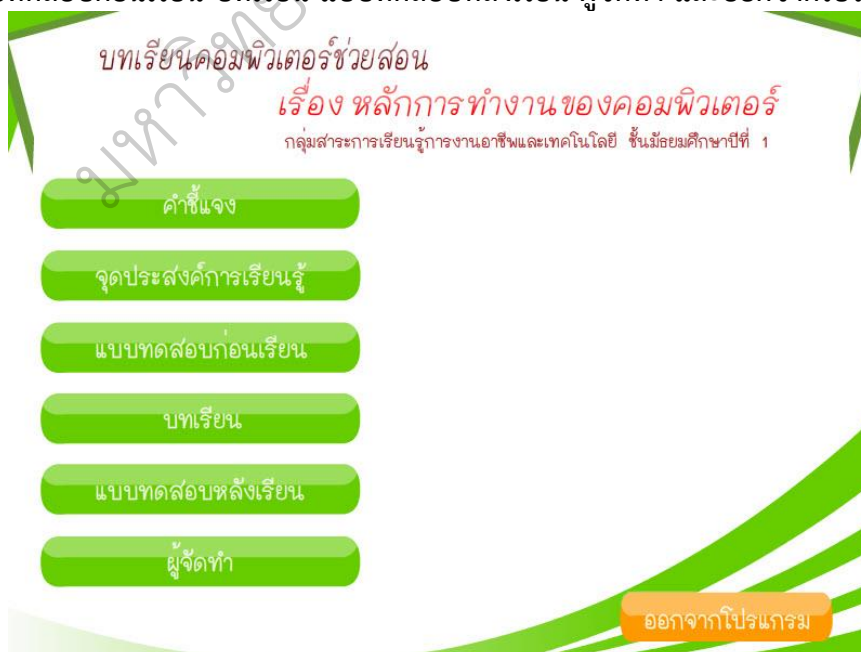 บทเรียนคอมพิวเตอร์ช่วยสอน
เรื่อง หลักการทำงานของคอมพิวเตอร์
กลุ่มสาระการเรียนรู้การงานอาชีพและเทคโนโลยี ชั้นมัธยมศึกษาปีที่ 1
คำชี้แจง
จุดประสงค์การเรียนรู้
แบบทดสอบก่อนเรียน
บทเรียน
แบบทดสอบหลังเรียน
ผู้จัดทำ
ออกจากโปรแกรม